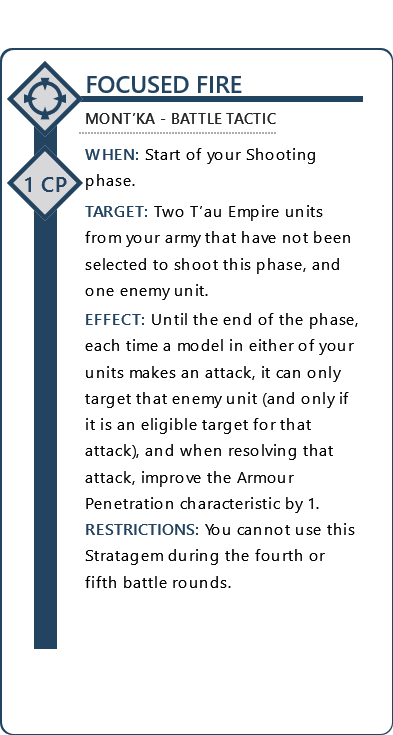 FOCUSED FIRE
MONT'KA - BATTLE TACTIC
1 CP
WHEN: Start of your Shooting
phase.
TARGET: Two T'au Empire units
from your army that have not been
selected to shoot this phase, and
one enemy unit.
EFFECT: Until the end of the phase,
each time a model in either of your
units makes an attack, it can only
target that enemy unit (and only if
it is an eligible target for that
attack), and when resolving that
attack, improve the Armour
Penetration characteristic by 1.
RESTRICTIONS: You cannot use this
Stratagem during the fourth or
fifth battle rounds.